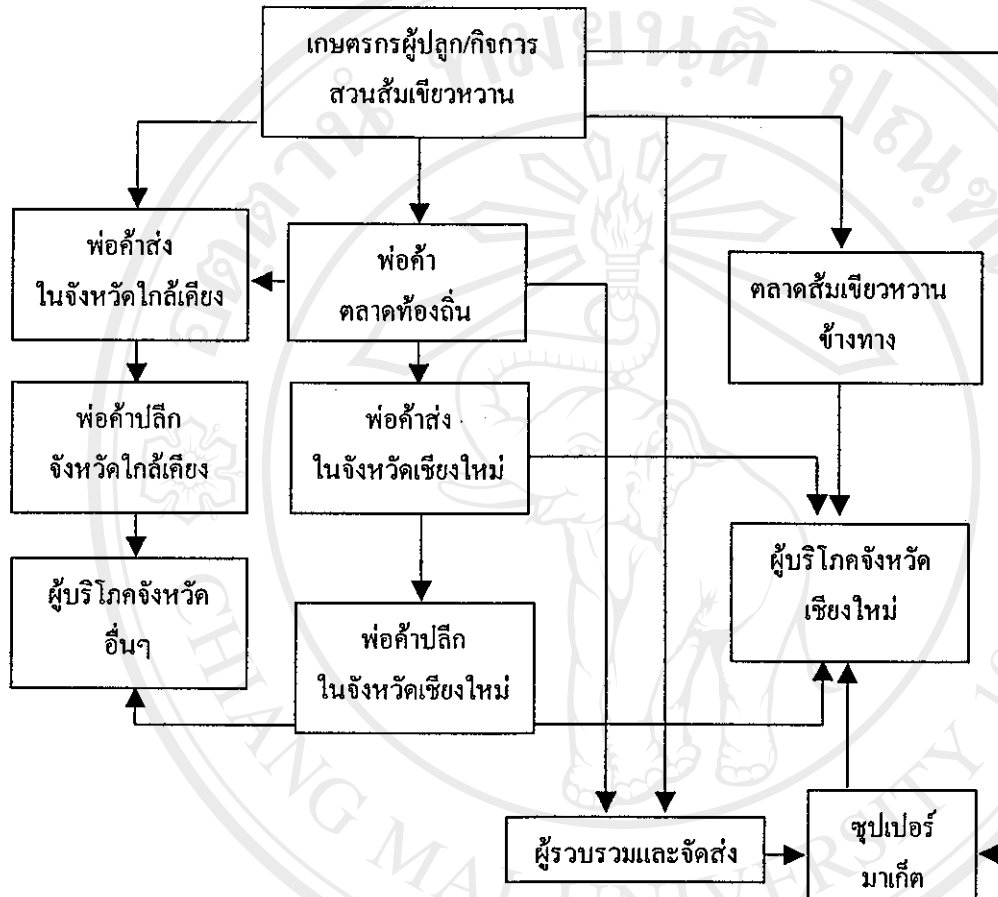 เกษตรกรผู้ปลูก/กิจการ
สวนส้มเขียวหวาน
พ่อค้าส่ง
ในจังหวัดใกล้เคียง
พ่อค้า
ตลาดท้องถิ่น
ตลาดส้มเขียวหวาน
ข้างทาง
พ่อค้าปลีก
จังหวัดใกล้เคียง
พ่อค้าส่ง
ในจังหวัดเชียงใหม่
ผู้บริโภคจังหวัด
เชียงใหม่
ผู้บริโภคจังหวัด
อื่นๆ
พ่อค้าปลีก
ในจังหวัดเชียงใหม่
ผู้รวบรวมและจัดส่ง
ซุปเปอร์
มาเก็ต
CHIANG MAI UNIVERSITY